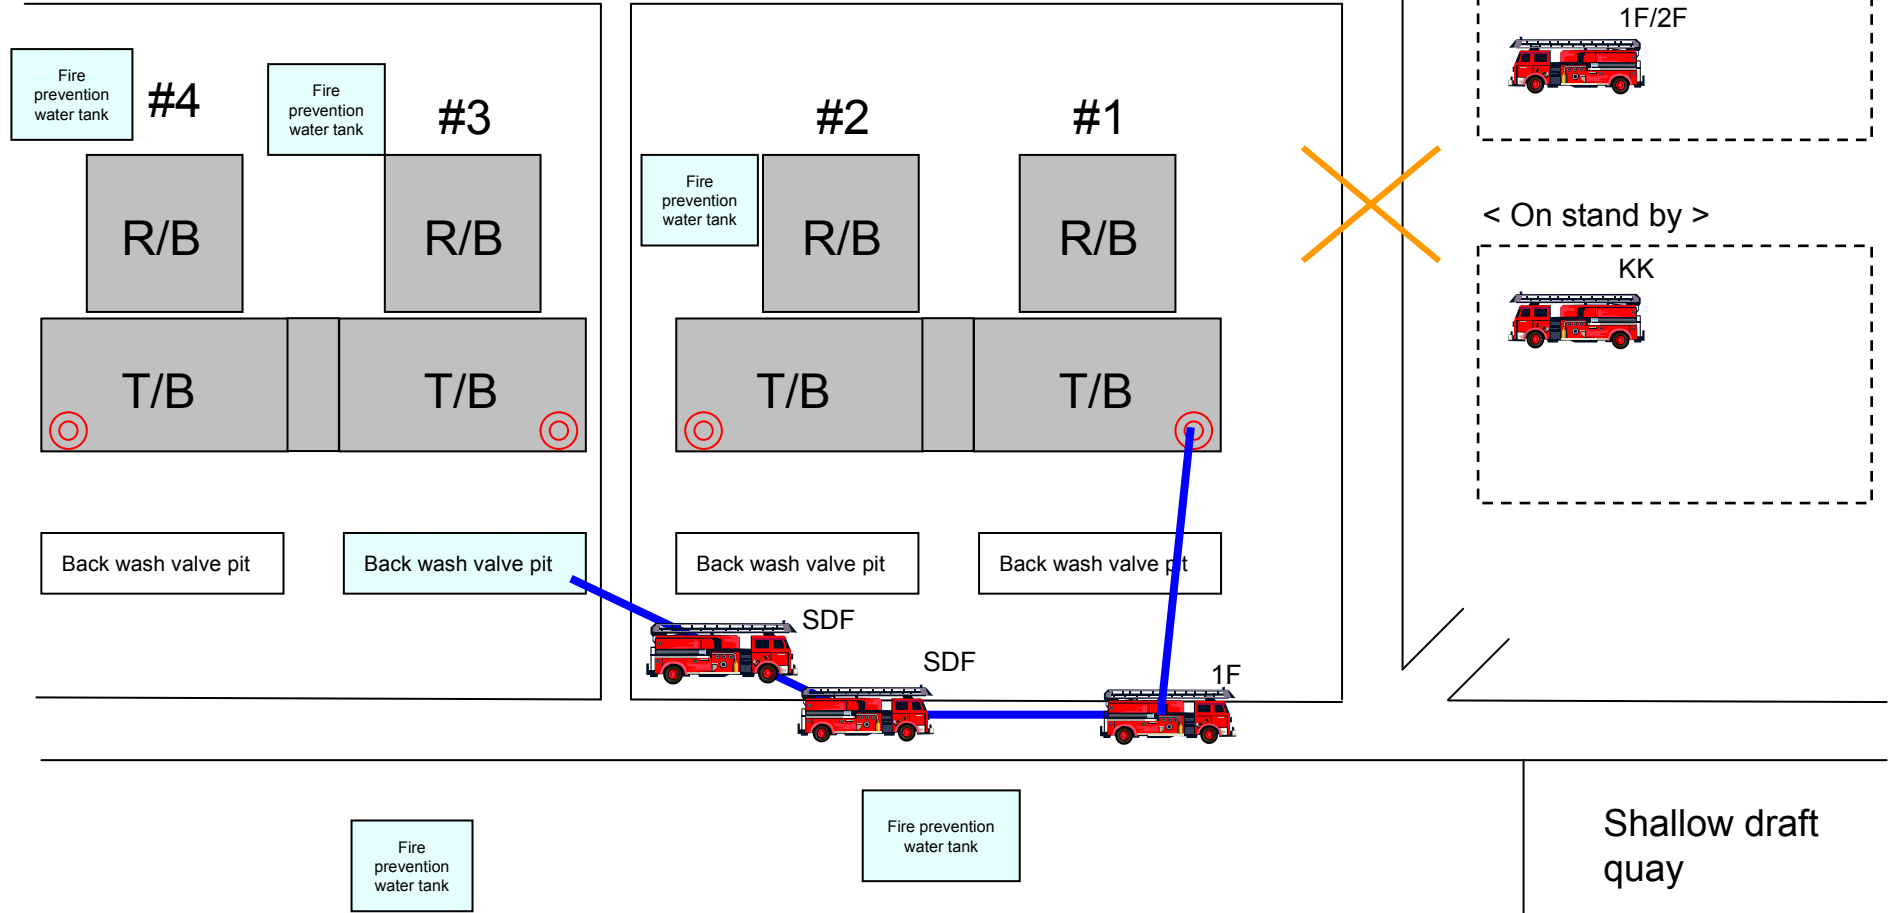 1F/2F
Fire
prevention
water tank
#4
Fire
prevention
water tank
#3
#2
#1
Fire
prevention
water tank
R/B
R/B
R/B
R/B
< On stand by >
KK
T/B
T/B
T/B
T/B
Back wash valve pit
Back wash valve pit
Back wash valve pit
Back wash valve pit
SDF
SDF
1F
Fire prevention
water tank
Fire
prevention
water tank
Shallow draft
quay